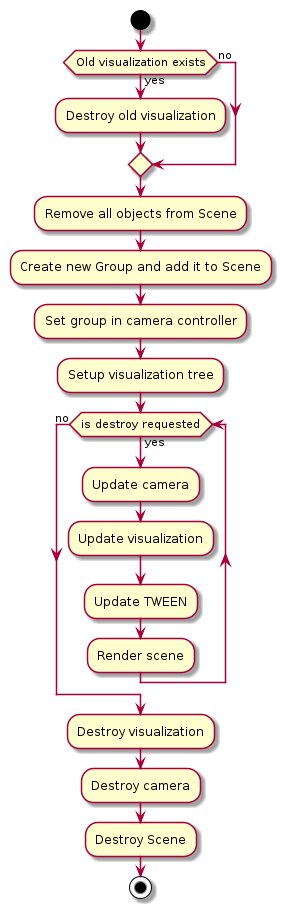 Old visualization exists
no
yes
Destroy old visualization
Remove all objects from Scene
Create new Group and add it to Scene
Set group in camera controller
Setup visualization tree
no
is destroy requested
yes
Update camera
Update visualization
Update TWEEN
Render scene
Destroy visualization
Destroy camera
Destroy Scene